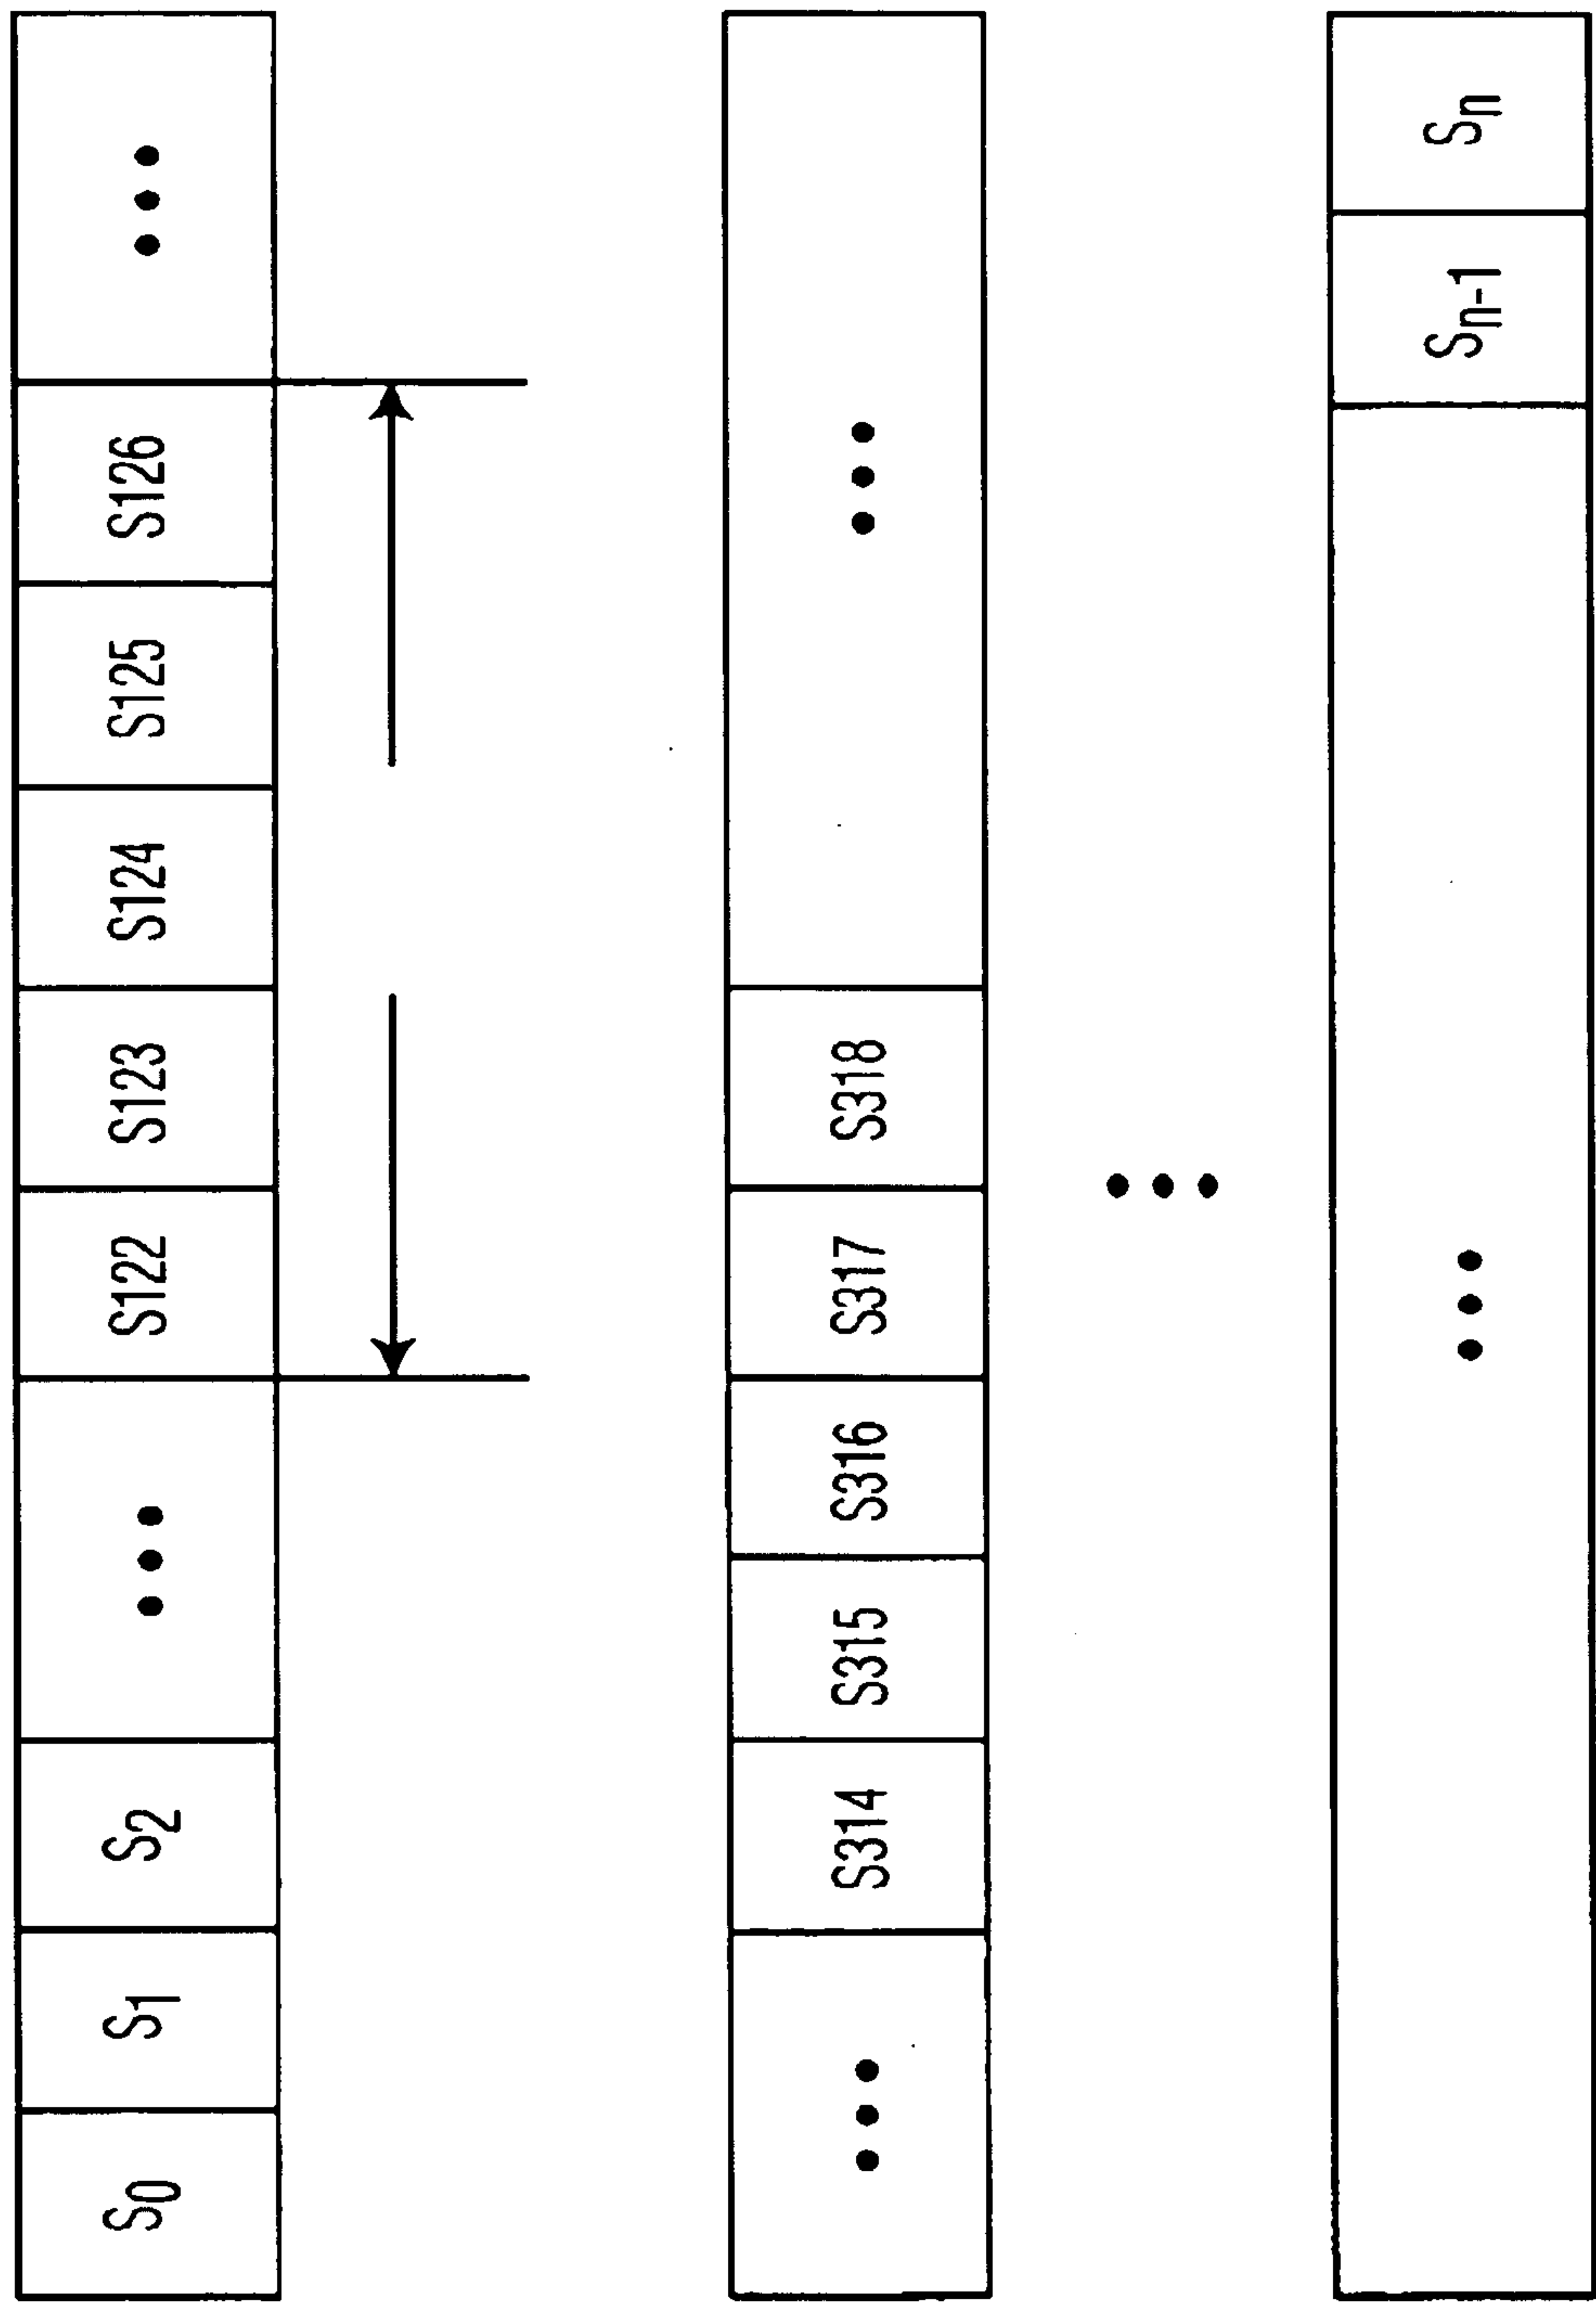 S0 S1 S2 ••• S122 S123 S124 S125 S126 •••
••• S314 S315 S316 S317 S318 •••
•••
••• Sn-1 Sn